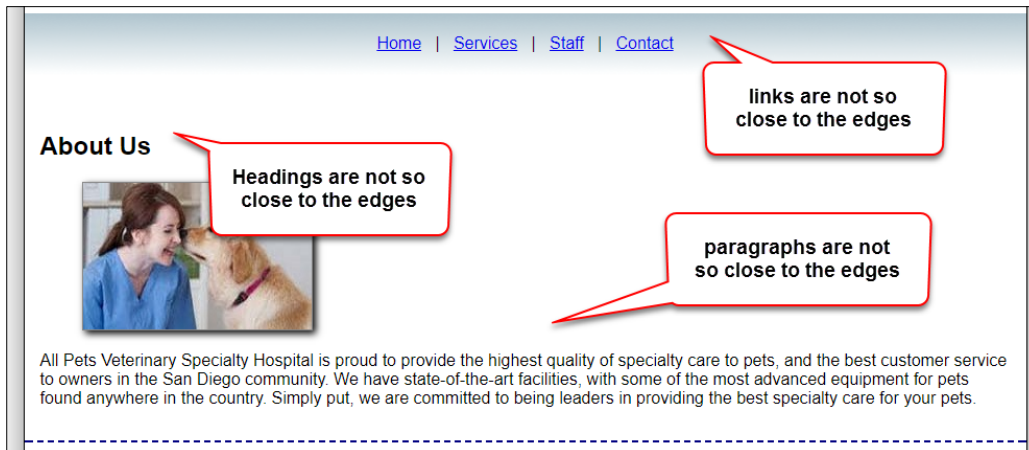 Home | Services | Staff | Contact
links are not so
close to the edges
About Us
Headings are not so
close to the edges
paragraphs are not
so close to the edges
All Pets Veterinary Specialty Hospital is proud to provide the highest quality of specialty care to pets, and the best customer service
to owners in the San Diego community. We have state-of-the-art facilities, with some of the most advanced equipment for pets
found anywhere in the country. Simply put, we are committed to being leaders in providing the best specialty care for your pets.